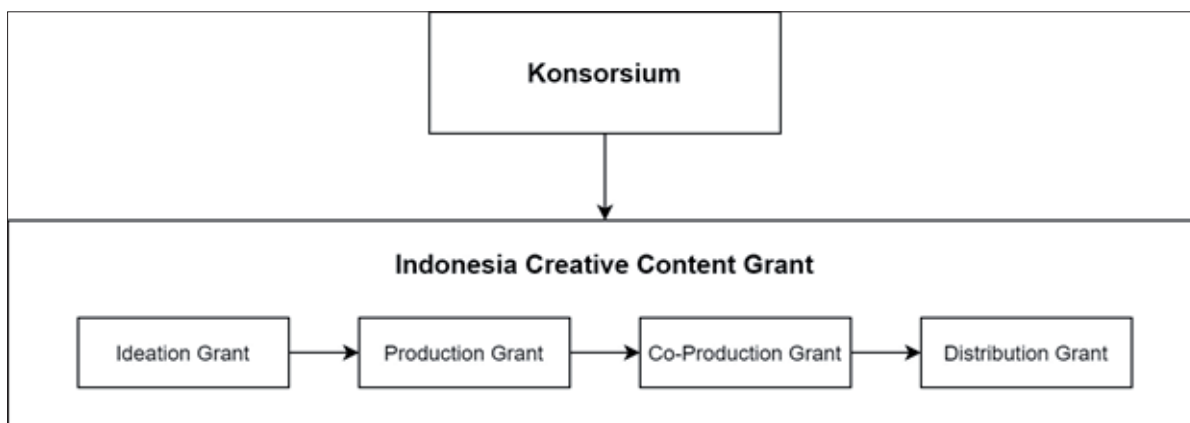 Konsorsium
Indonesia Creative Content Grant
Ideation Grant
Production Grant
Co-Production Grant
Distribution Grant